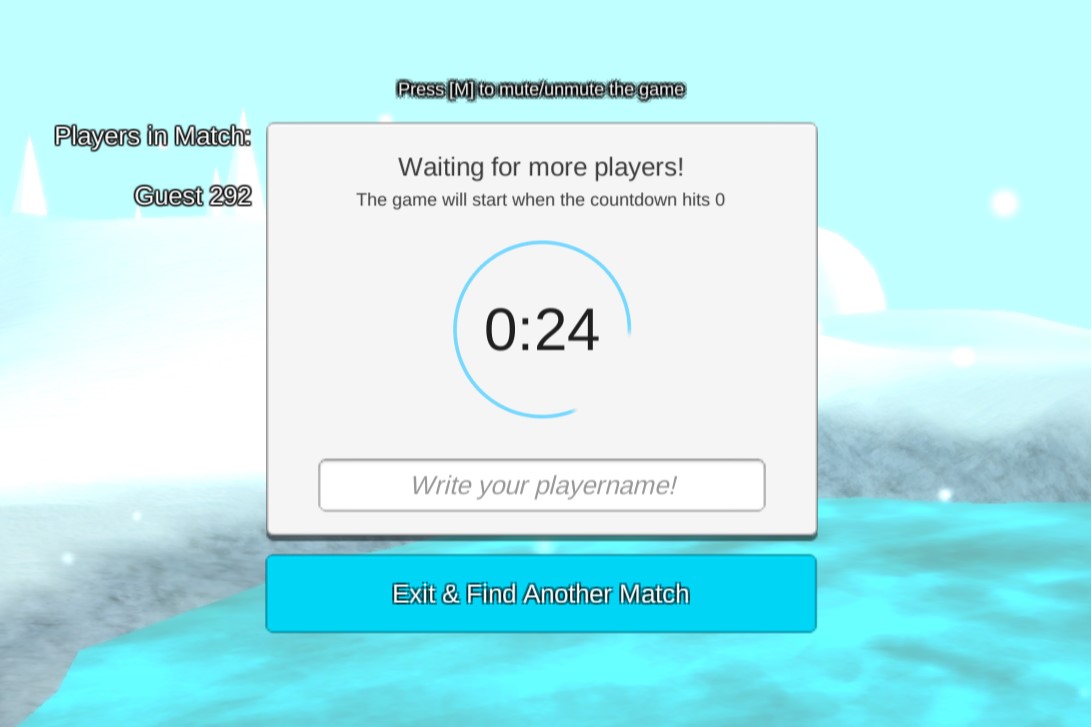 Press [M] to mute/unmute the game
Players in Match:
Guest 292
Waiting for more players!
The game will start when the countdown hits 0
0:24
Write your playername!
Exit & Find Another Match